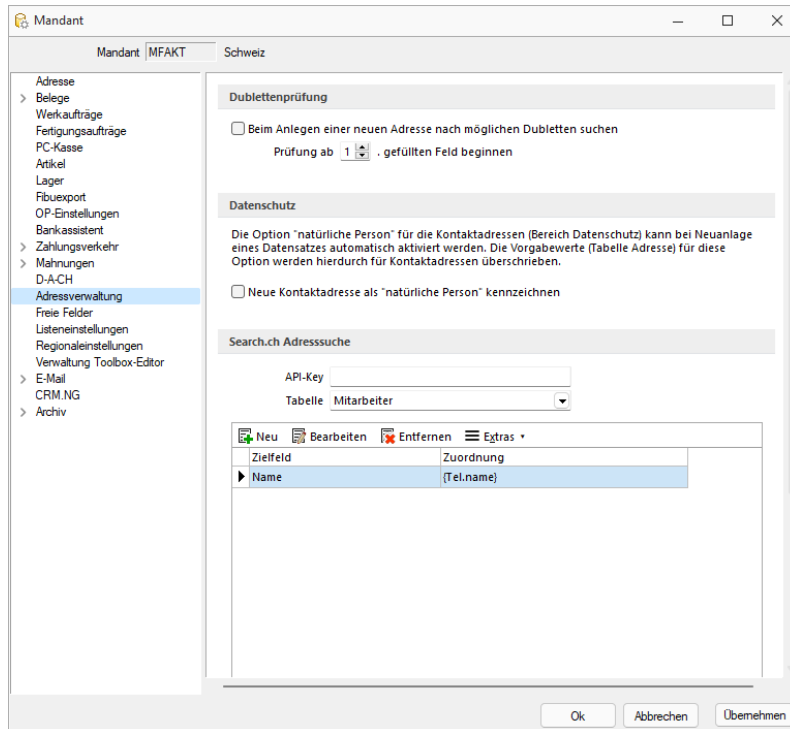 Mandant
Mandant MFAKT Schweiz
Adresse
Belege
Werkaufträge
Fertigungsaufträge
PC-Kasse
Artikel
Lager
Fibuexport
OP-Einstellungen
Bankassistent
Zahlungsverkehr
Mahnungen
D-A-CH
Adressverwaltung
Freie Felder
Listeneinstellungen
Regionaleinstellungen
Verwaltung Toolbox-Editor
E-Mail
CRM.NG
Archiv
Dublettenprüfung
Beim Anlegen einer neuen Adresse nach möglichen Dubletten suchen
Prüfung ab 1 . gefüllten Feld beginnen
Datenschutz
Die Option "natürliche Person" für die Kontaktadressen (Bereich Datenschutz) kann bei Neuanlage
eines Datensatzes automatisch aktiviert werden. Die Vorgabewerte (Tabelle Adresse) für diese
Option werden hierdurch für Kontaktadressen überschrieben.
Neue Kontaktadresse als "natürliche Person" kennzeichnen
Search.ch Adresssuche
API-Key
Tabelle Mitarbeiter
Neu Bearbeiten Entfernen Extras
Zielfeld Zuordnung
Name {Tel.name}
Ok Abbrechen Übernehmen